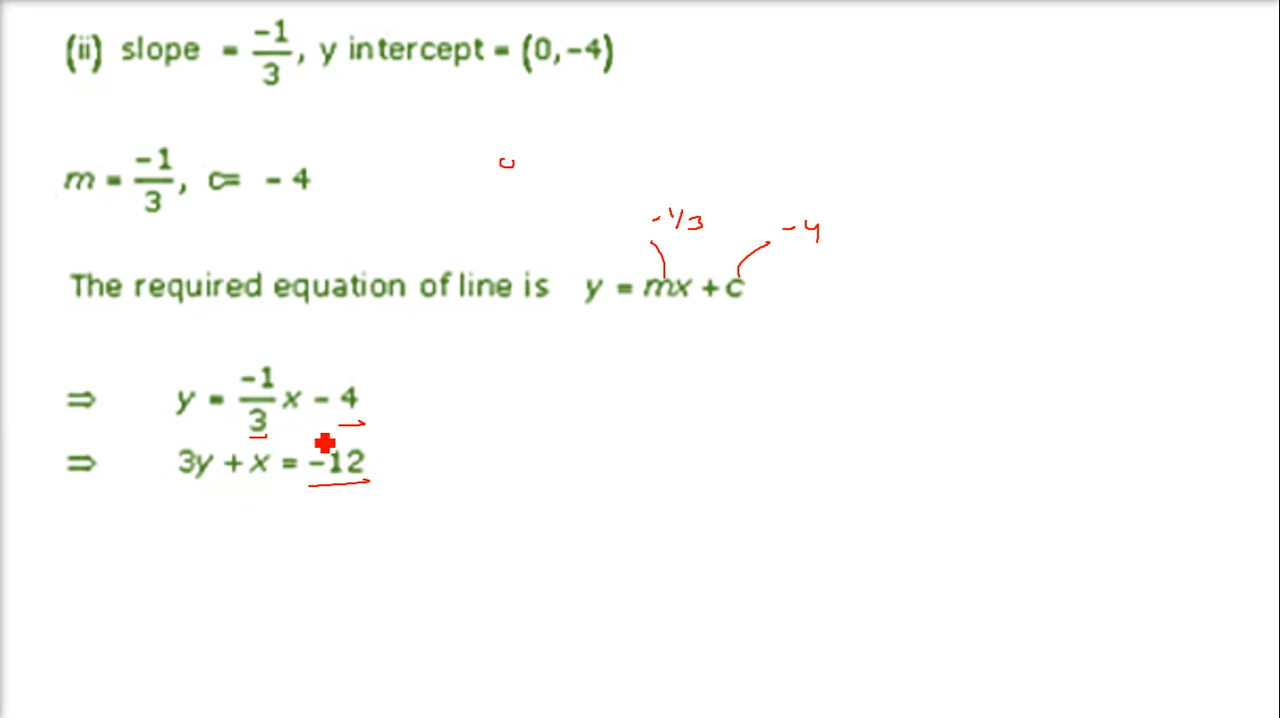 (ii) slope = -1/3, y intercept = (0, -4)
m = -1/3, c= -4
-1/3 -4
The required equation of line is y = mx + c
⇒ y = -1/3 x - 4
⇒ 3y + x = -12